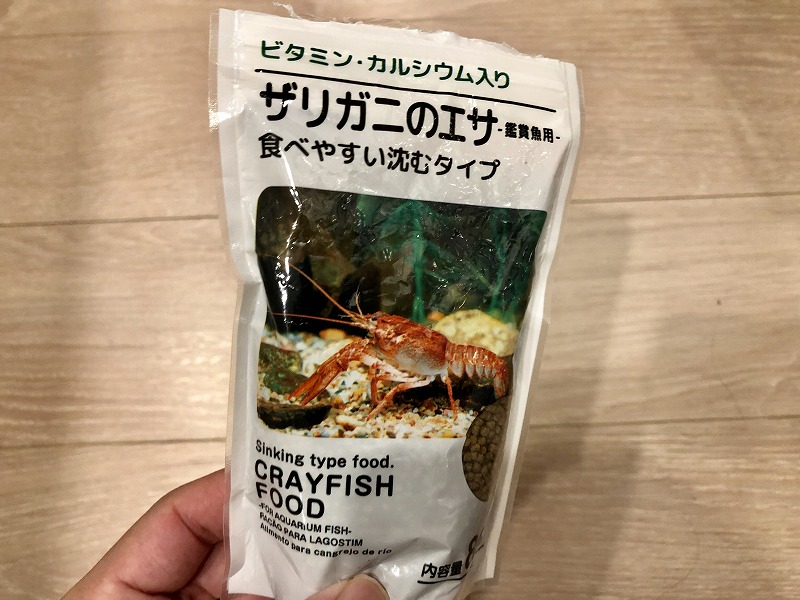 ビタミン・カルシウム入り
ザリガニのエサ-鑑賞魚用-
食べやすい沈むタイプ
Sinking type food.
CRAYFISH
FOOD
-FOR AQUARIUM FISH-
RAÇÃO PARA LAGOSTIM
Alimento para cangrejo de río
内容量